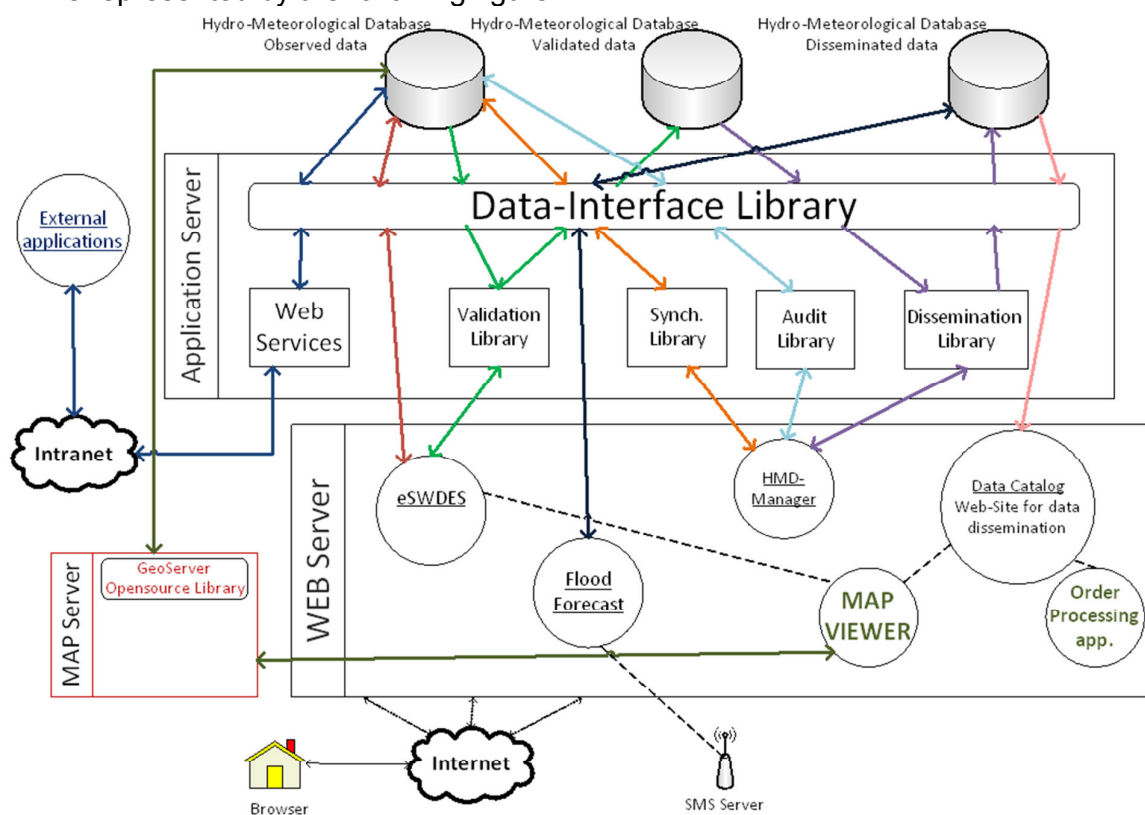 Hydro-Meteorological Database
Observed data
Hydro-Meteorological Database
Validated data
Hydro-Meteorological Database
Disseminated data
Application Server
Data-Interface Library
External
applications
Web
Services
Validation
Library
Synch.
Library
Audit
Library
Dissemination
Library
Intranet
WEB Server
eSWDES
HMD-
Manager
Data Catalog
Web-Site for data
dissemination
MAP Server
GeoServer
Opensource Library
Flood
Forecast
MAP
VIEWER
Order
Processing
app.
Internet
Browser
SMS Server